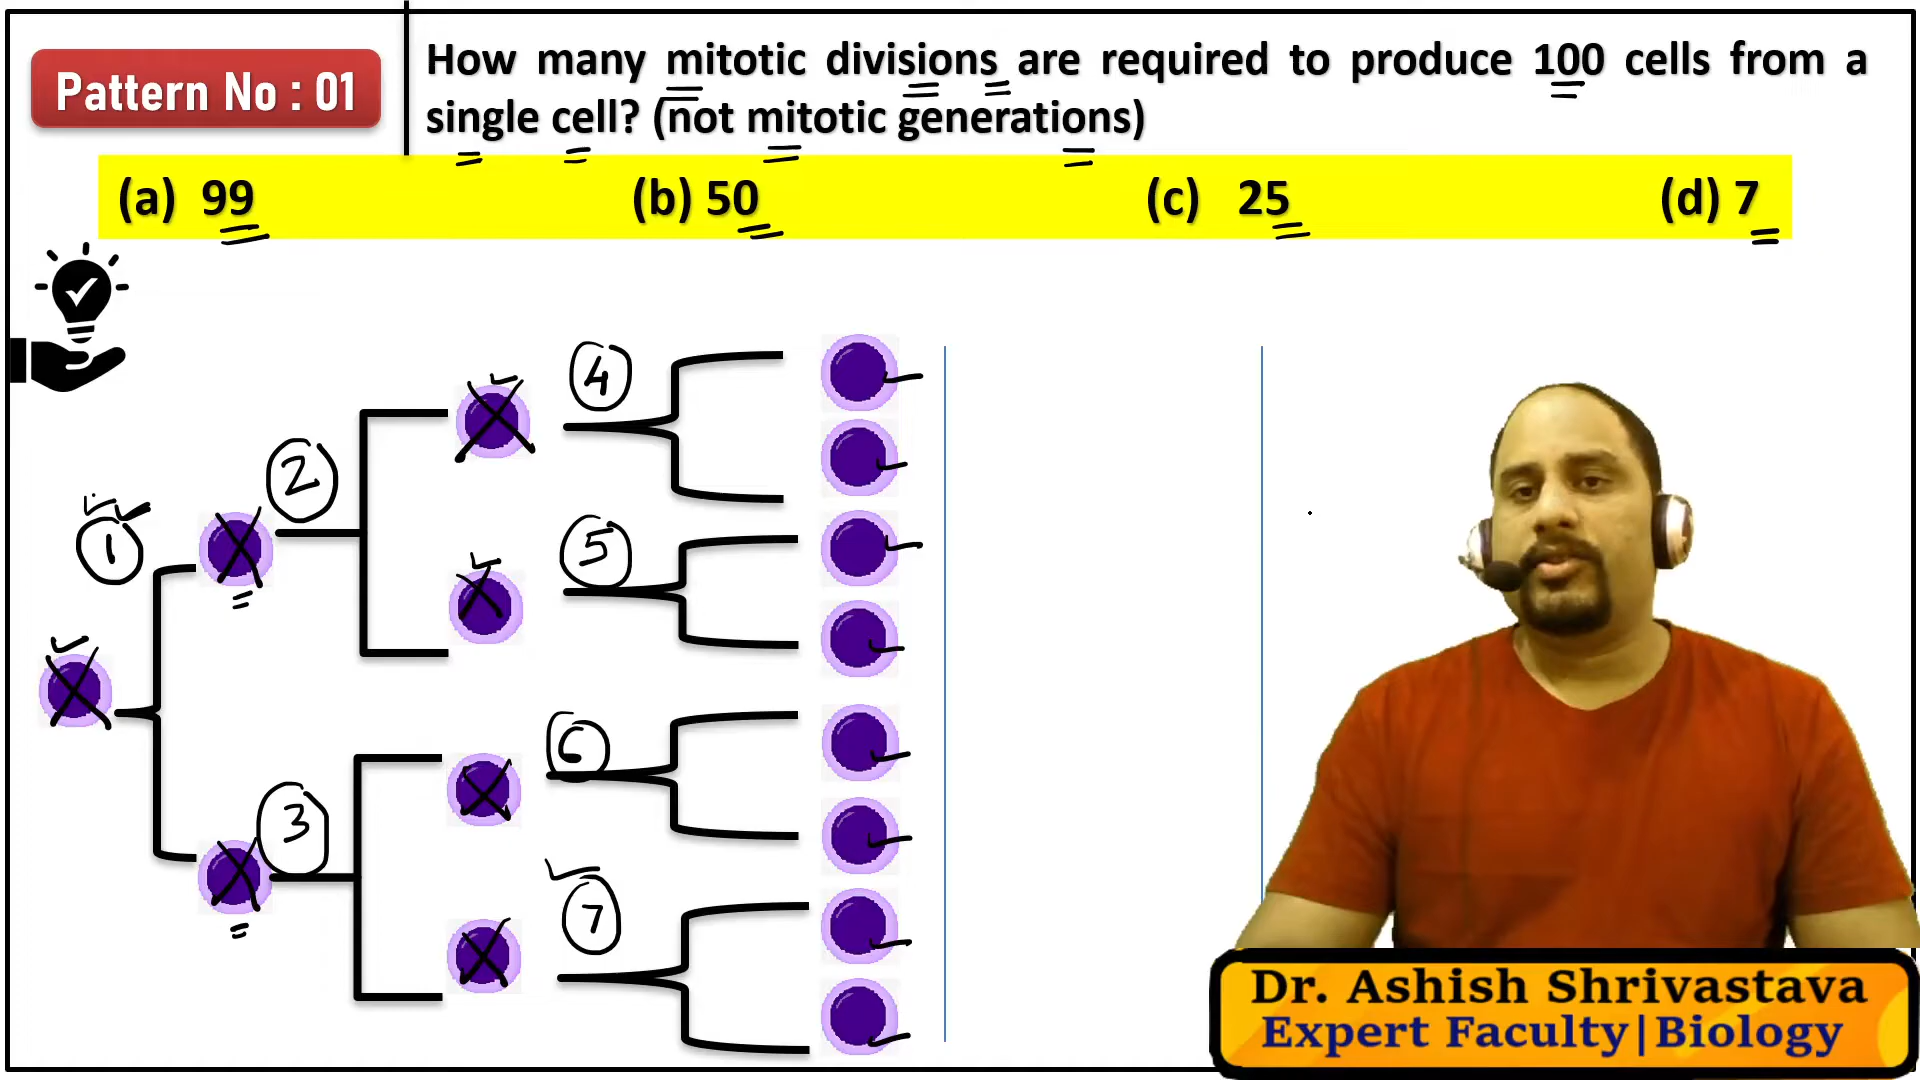 Pattern No : 01
How many mitotic divisions are required to produce 100 cells from a
single cell? (not mitotic generations)
(a) 99 (b) 50 (c) 25 (d) 7
4
2
5
1
6
3
7
Dr. Ashish Shrivastava
Expert Faculty|Biology